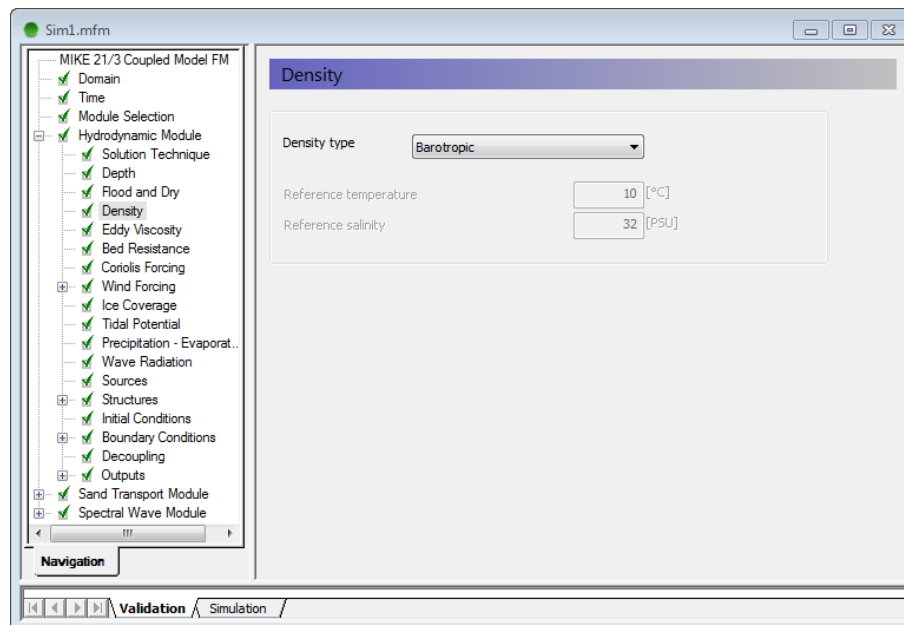 Sim1.mfm
MIKE 21/3 Coupled Model FM
Domain
Time
Module Selection
Hydrodynamic Module
Solution Technique
Depth
Flood and Dry
Density
Eddy Viscosity
Bed Resistance
Coriolis Forcing
Wind Forcing
Ice Coverage
Tidal Potential
Precipitation - Evaporat..
Wave Radiation
Sources
Structures
Initial Conditions
Boundary Conditions
Decoupling
Outputs
Sand Transport Module
Spectral Wave Module
Navigation
Density
Density type Barotropic
Reference temperature 10 [°C]
Reference salinity 32 [PSU]
Validation Simulation